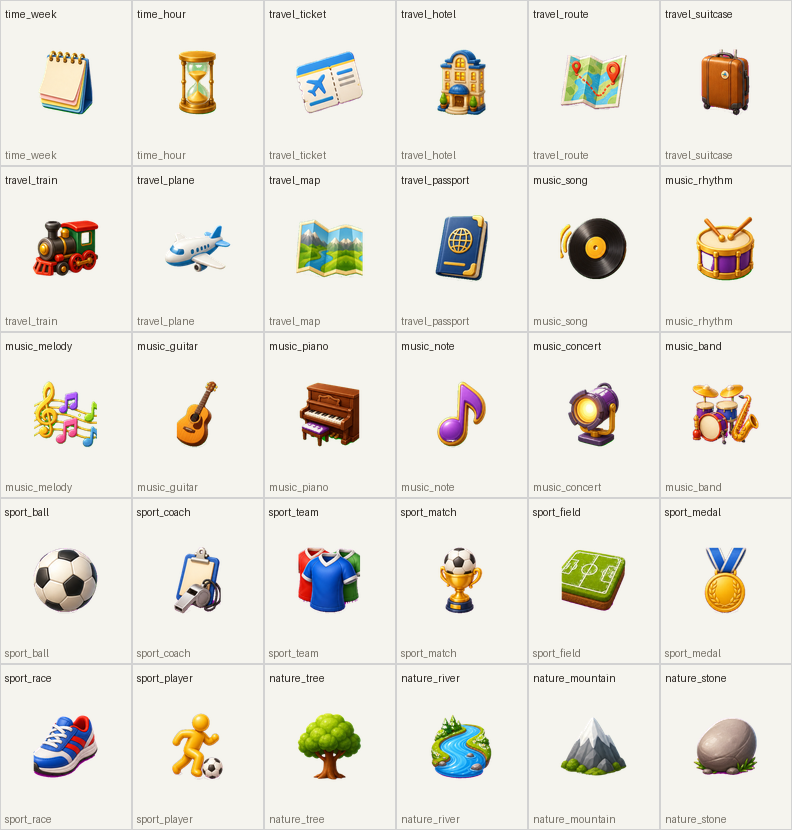 time_week
time_hour
travel_ticket
travel_hotel
travel_route
travel_suitcase
time_week
time_hour
travel_ticket
travel_hotel
travel_route
travel_suitcase
travel_train
travel_plane
travel_map
travel_passport
music_song
music_rhythm
travel_train
travel_plane
travel_map
travel_passport
music_song
music_rhythm
music_melody
music_guitar
music_piano
music_note
music_concert
music_band
music_melody
music_guitar
music_piano
music_note
music_concert
music_band
sport_ball
sport_coach
sport_team
sport_match
sport_field
sport_medal
sport_ball
sport_coach
sport_team
sport_match
sport_field
sport_medal
sport_race
sport_player
nature_tree
nature_river
nature_mountain
nature_stone
sport_race
sport_player
nature_tree
nature_river
nature_mountain
nature_stone